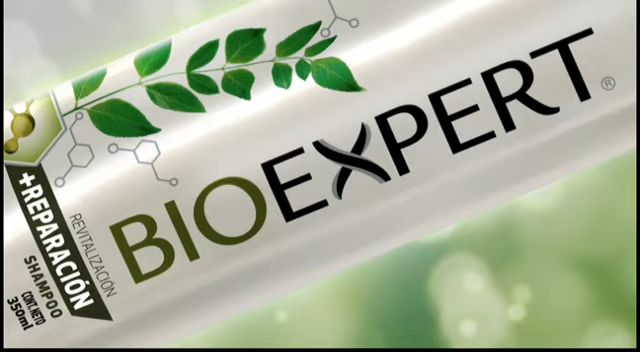 BIOEXPERT®
+REPARACIÓN
REVITALIZACIÓN
SHAMPOO
CONT. NETO
350ml